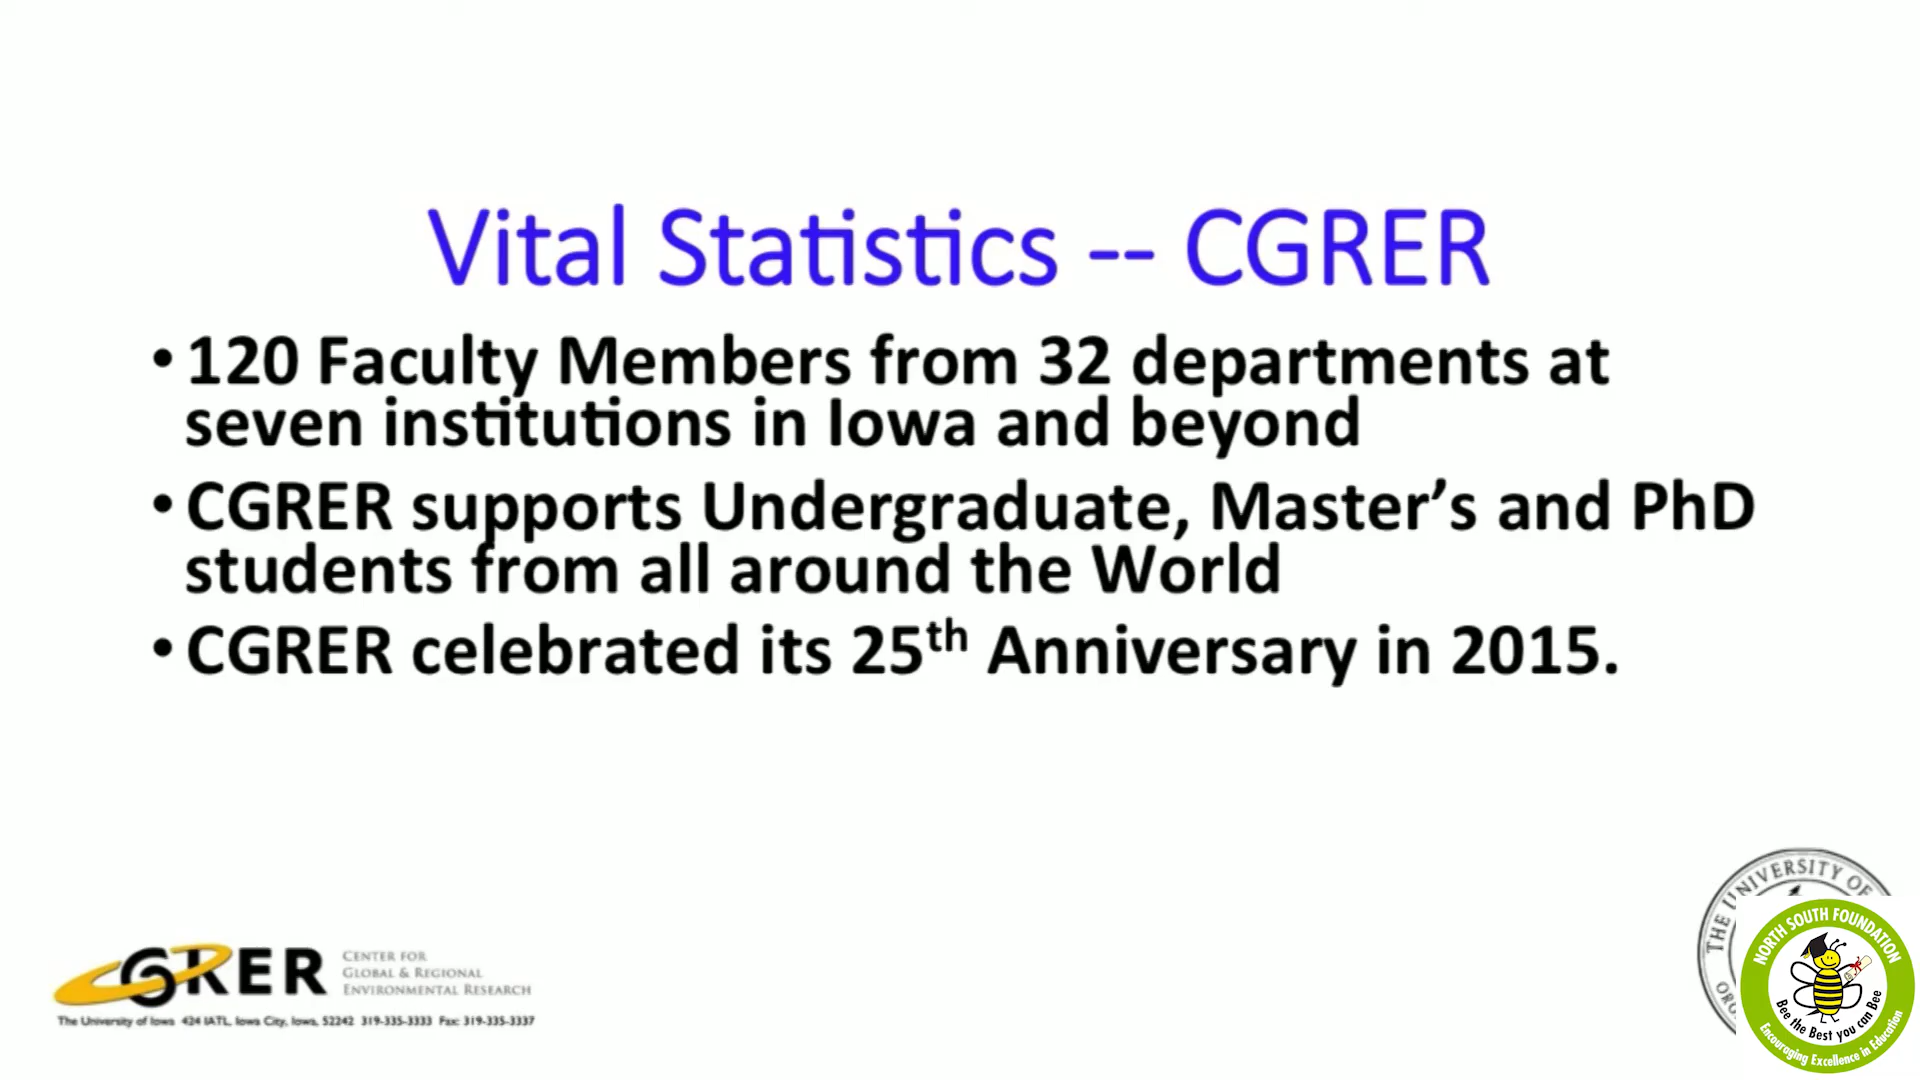 Vital Statistics -- CGRER
• 120 Faculty Members from 32 departments at
seven institutions in Iowa and beyond
• CGRER supports Undergraduate, Master’s and PhD
students from all around the World
• CGRER celebrated its 25th Anniversary in 2015.
CGRER
CENTER FOR
GLOBAL & REGIONAL
ENVIRONMENTAL RESEARCH
The University of Iowa 424 IATL, Iowa City, Iowa, 52242 319-335-3333 Fax: 319-335-3337
THE UNIVERSITY OF
NORTH SOUTH FOUNDATION
Bee the Best you can Bee
Encouraging Excellence in Education